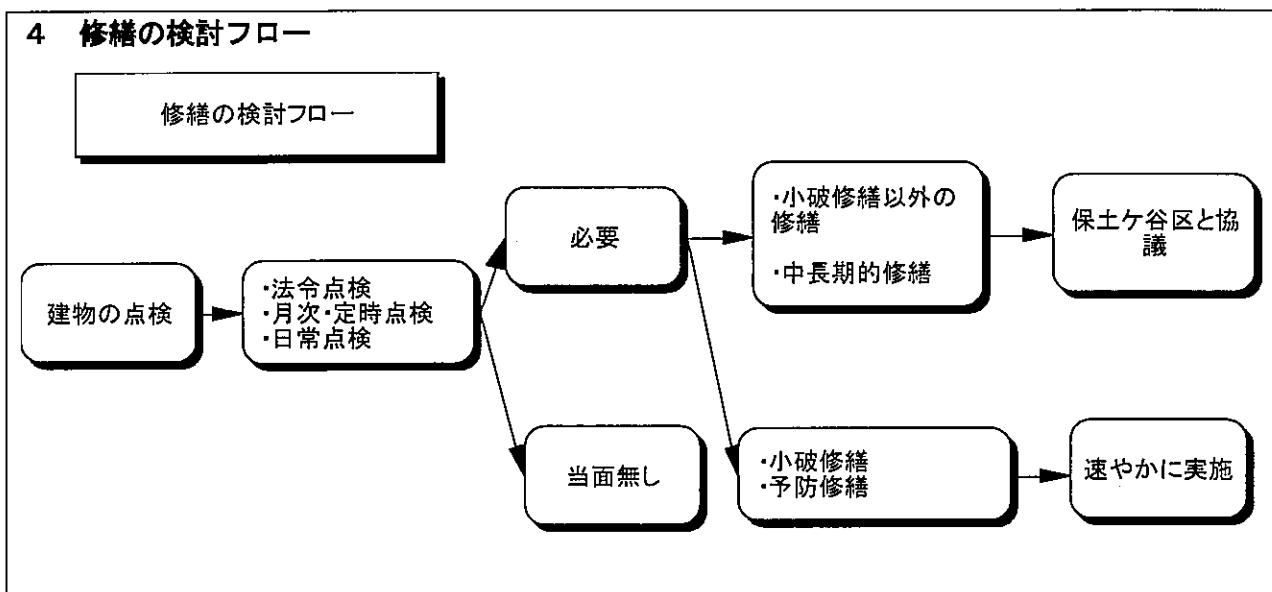 4 修繕の検討フロー
修繕の検討フロー
建物の点検
・法令点検
・月次・定時点検
・日常点検
必要
当面無し
・小破修繕以外の
修繕
・中長期的修繕
保土ケ谷区と協
議
・小破修繕
・予防修繕
速やかに実施